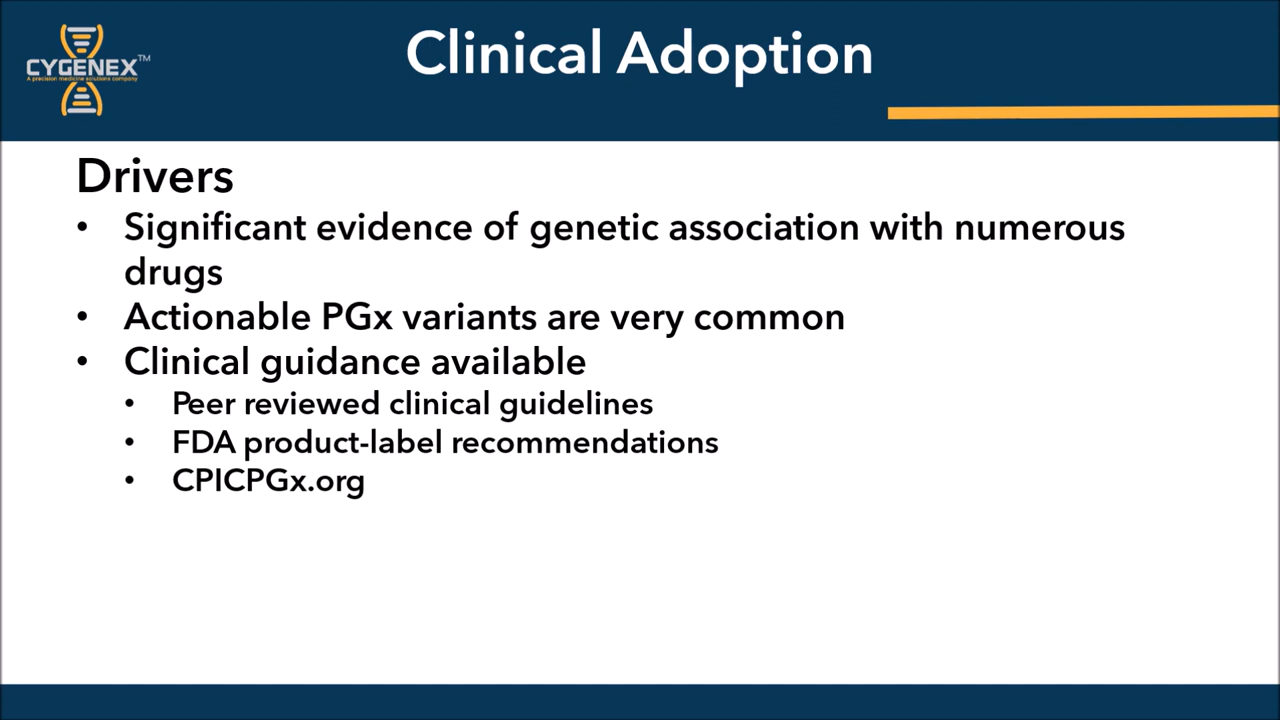 CYGENEX™
A precision medicine solutions company
Clinical Adoption
Drivers
• Significant evidence of genetic association with numerous
drugs
• Actionable PGx variants are very common
• Clinical guidance available
• Peer reviewed clinical guidelines
• FDA product-label recommendations
• CPICPGx.org